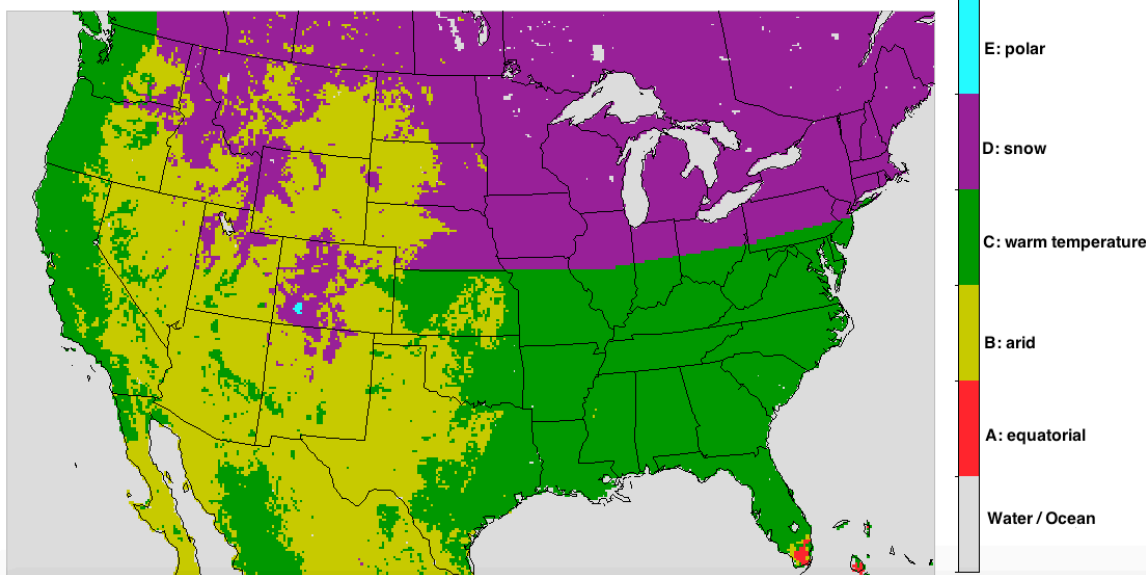 E: polar
D: snow
C: warm temperature
B: arid
A: equatorial
Water / Ocean